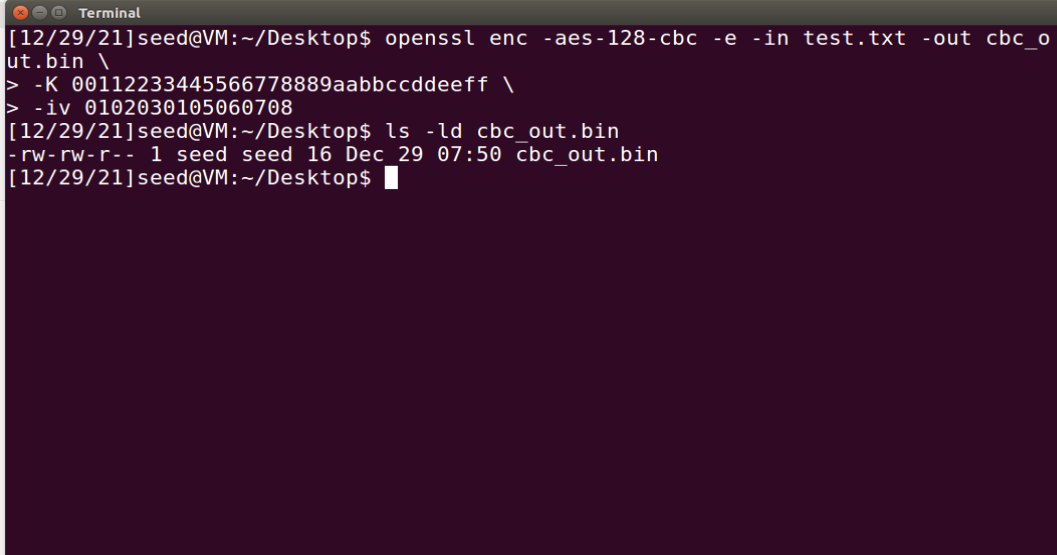 Terminal
[12/29/21]seed@VM:~/Desktop$ openssl enc -aes-128-cbc -e -in test.txt -out cbc_o
ut.bin \
> -K 00112233445566778889aabbccddeeff \
> -iv 0102030105060708
[12/29/21]seed@VM:~/Desktop$ ls -ld cbc_out.bin
-rw-rw-r-- 1 seed seed 16 Dec 29 07:50 cbc_out.bin
[12/29/21]seed@VM:~/Desktop$